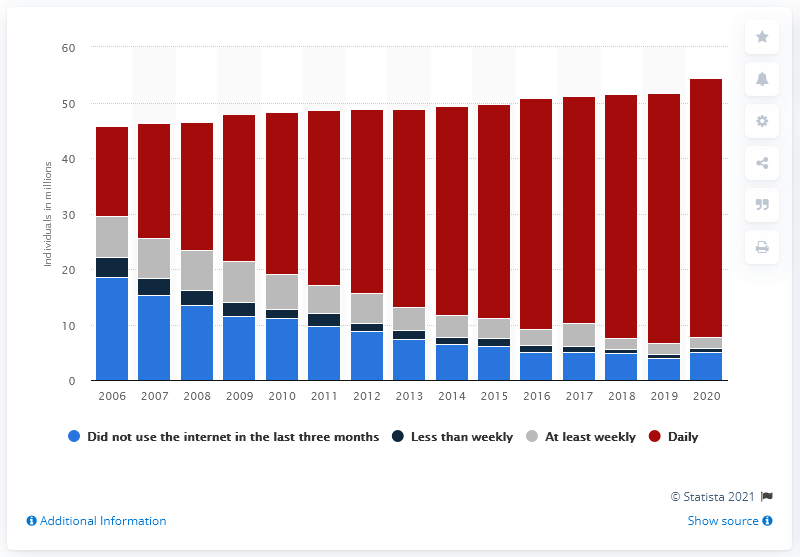 60
50
40
30
20
10
0
Individuals in millions
2006 2007 2008 2009 2010 2011 2012 2013 2014 2015 2016 2017 2018 2019 2020
Did not use the internet in the last three months Less than weekly At least weekly Daily
© Statista 2021
Additional Information Show source